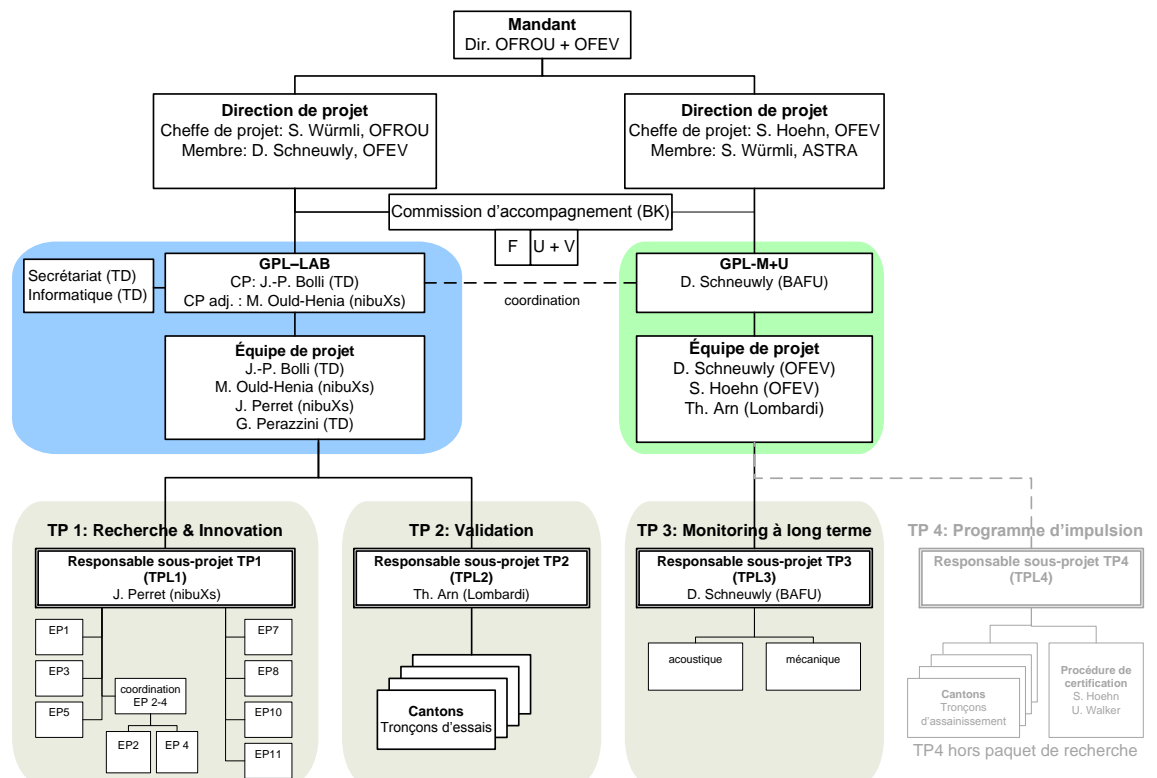 Mandant
Dir. OFROU + OFEV
Direction de projet
Cheffe de projet: S. Würmli, OFROU
Membre: D. Schneuwly, OFEV
Direction de projet
Cheffe de projet: S. Hoehn, OFEV
Membre: S. Würmli, ASTRA
Commission d'accompagnement (BK)
F
U + V
Secrétariat (TD)
Informatique (TD)
GPL–LAB
CP: J.-P. Bolli (TD)
CP adj. : M. Ould-Henia (nibuXs)
coordination
GPL-M+U
D. Schneuwly (BAFU)
Équipe de projet
J.-P. Bolli (TD)
M. Ould-Henia (nibuXs)
J. Perret (nibuXs)
G. Perazzini (TD)
Équipe de projet
D. Schneuwly (OFEV)
S. Hoehn (OFEV)
Th. Arn (Lombardi)
TP 1: Recherche & Innovation
Responsable sous-projet TP1
(TPL1)
J. Perret (nibuXs)
EP1
EP3
EP5
coordination
EP 2-4
EP2
EP 4
EP7
EP8
EP10
EP11
TP 2: Validation
Responsable sous-projet TP2
(TPL2)
Th. Arn (Lombardi)
Cantons
Tronçons d'essais
TP 3: Monitoring à long terme
Responsable sous-projet TP3
(TPL3)
D. Schneuwly (BAFU)
acoustique
mécanique
TP 4: Programme d'impulsion
Responsable sous-projet TP4
(TPL4)
Cantons
Tronçons
d'assainissement
Procédure de
certification
S. Hoehn
U. Walker
TP4 hors paquet de recherche